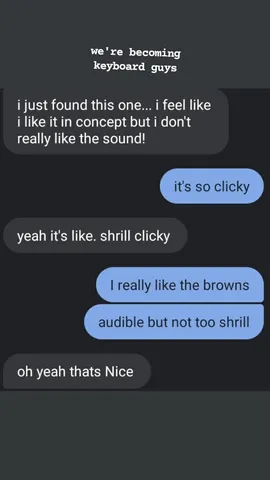 we're becoming
keyboard guys
i just found this one... i feel like
i like it in concept but i don't
really like the sound!
it's so clicky
yeah it's like. shrill clicky
I really like the browns
audible but not too shrill
oh yeah thats Nice